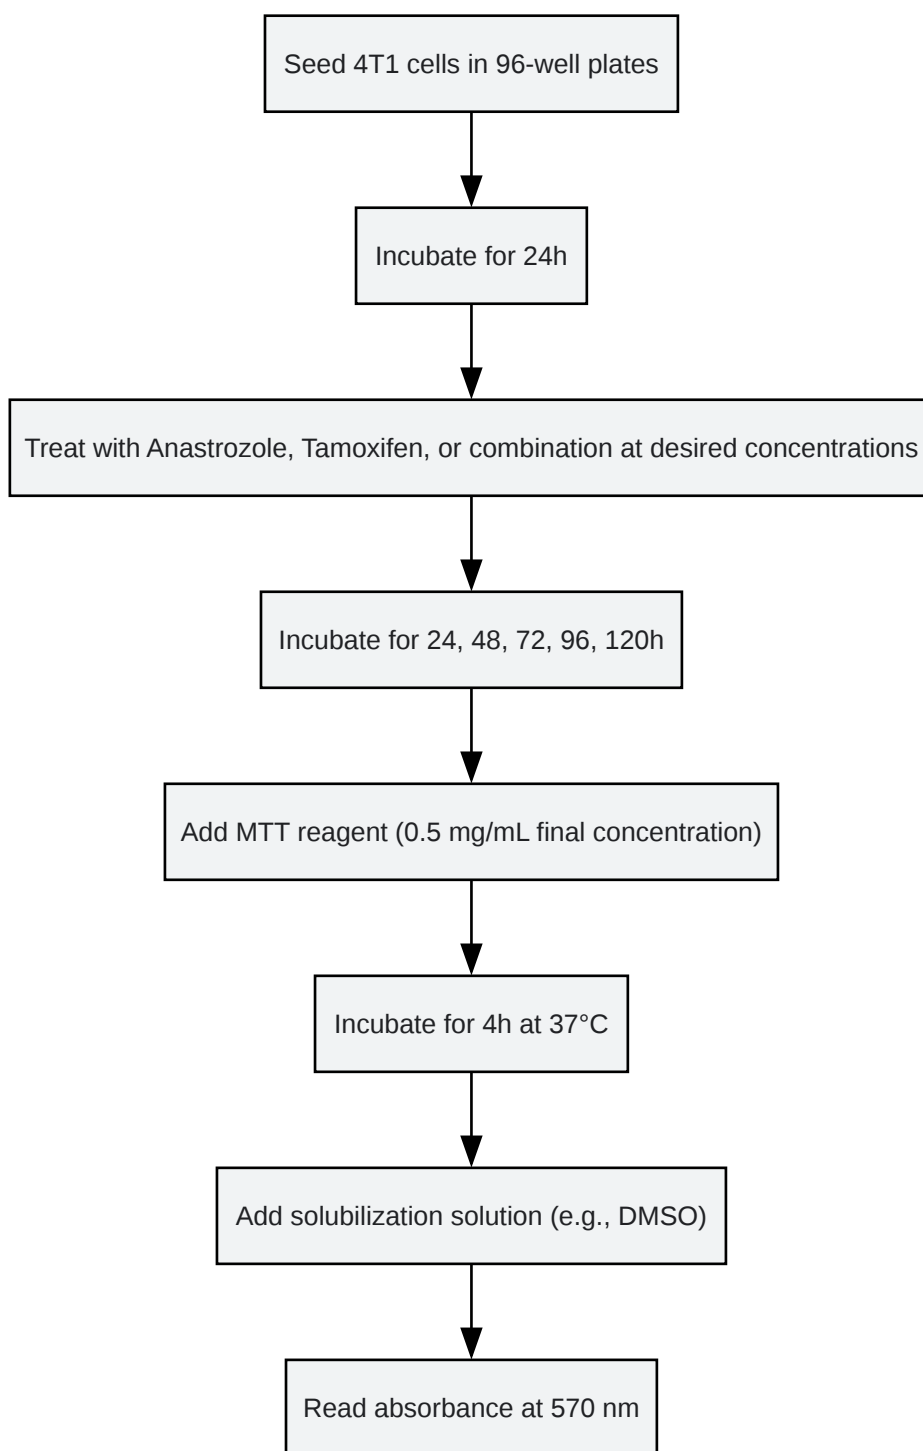 Seed 4T1 cells in 96-well plates
Incubate for 24h
Treat with Anastrozole, Tamoxifen, or combination at desired concentrations
Incubate for 24, 48, 72, 96, 120h
Add MTT reagent (0.5 mg/mL final concentration)
Incubate for 4h at 37°C
Add solubilization solution (e.g., DMSO)
Read absorbance at 570 nm